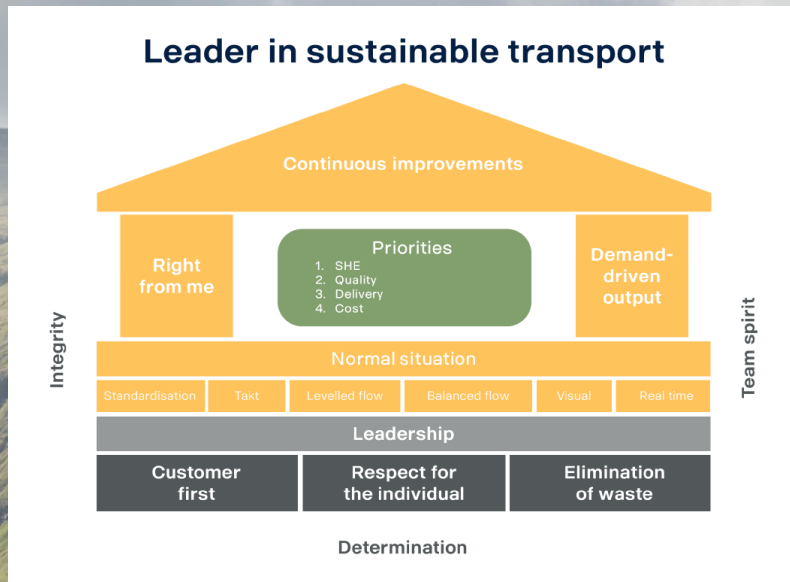 Leader in sustainable transport
Continuous improvements
Right
from me
Priorities
1. SHE
2. Quality
3. Delivery
4. Cost
Demand-
driven
output
Integrity
Team spirit
Normal situation
Standardisation
Takt
Levelled flow
Balanced flow
Visual
Real time
Leadership
Customer
first
Respect for
the individual
Elimination
of waste
Determination